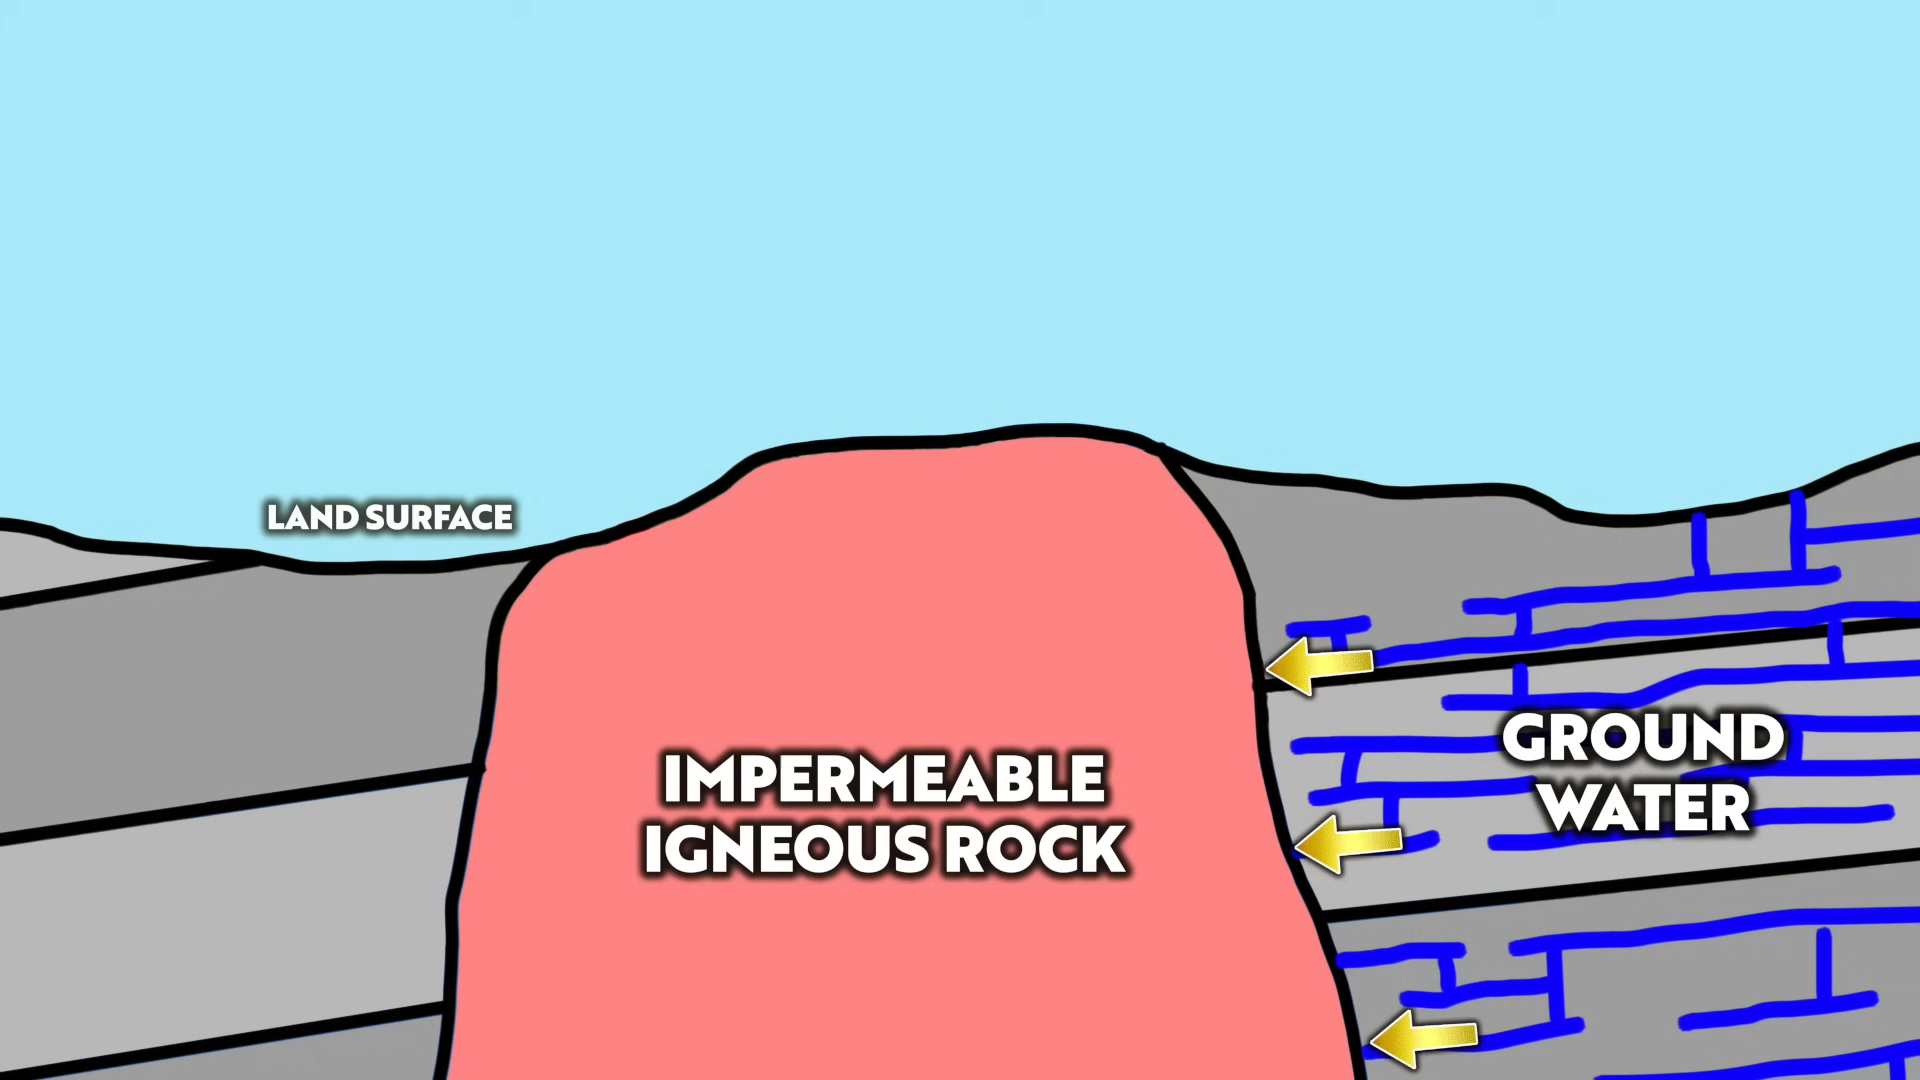 LAND SURFACE
IMPERMEABLE
IGNEOUS ROCK
GROUND
WATER